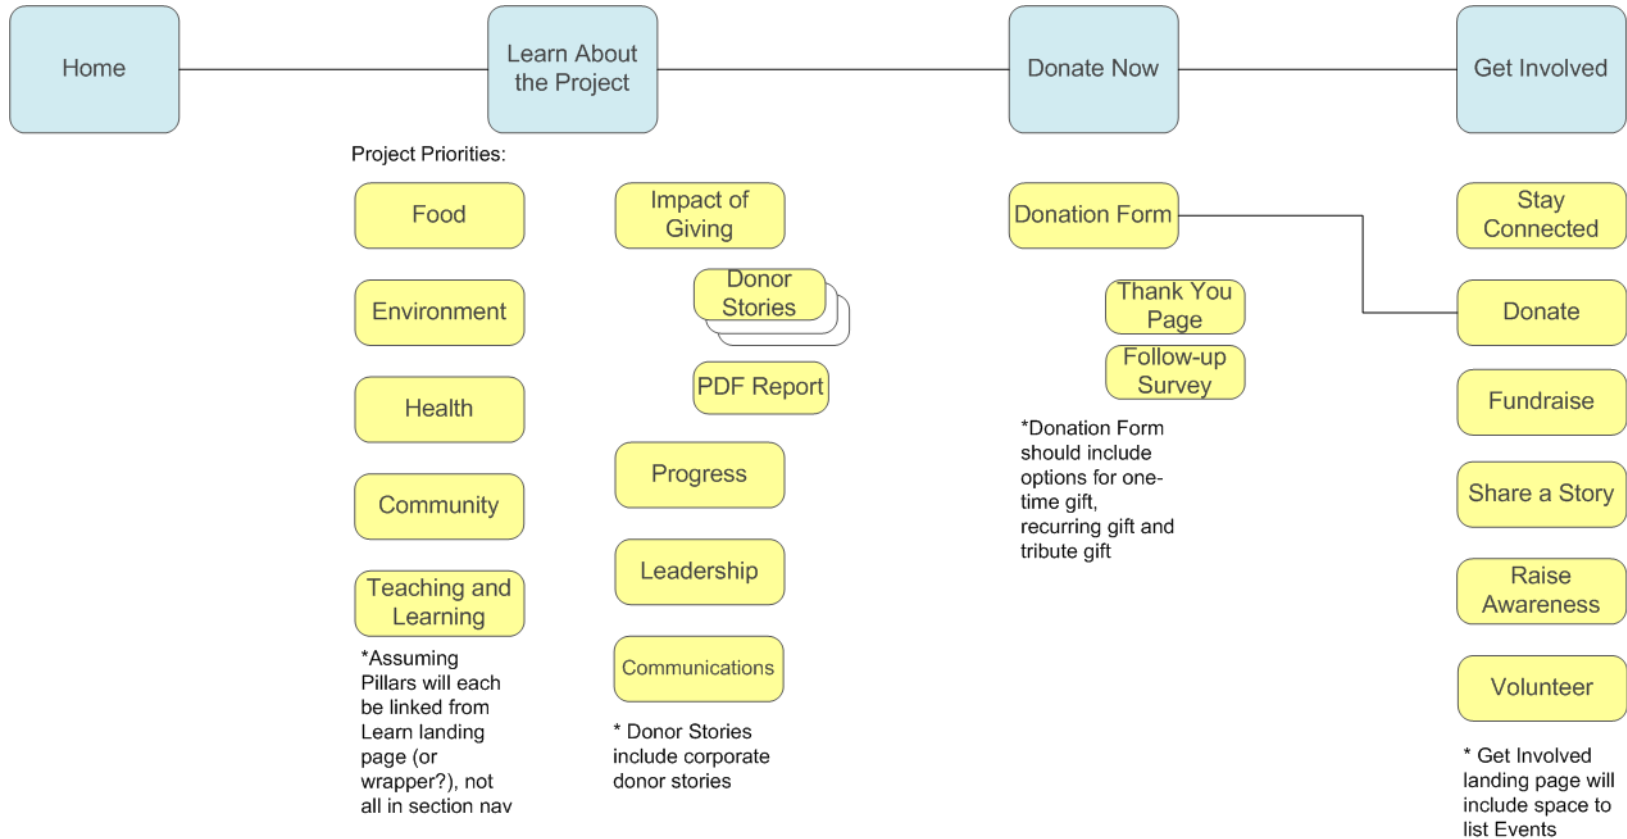 Home
Learn About
the Project
Donate Now
Get Involved
Project Priorities:
Food
Environment
Health
Community
Teaching and
Learning
*Assuming
Pillars will each
be linked from
Learn landing
page (or
wrapper?), not
all in section nav
Impact of
Giving
Donor
Stories
PDF Report
Progress
Leadership
Communications
* Donor Stories
include corporate
donor stories
Donation Form
Thank You
Page
Follow-up
Survey
*Donation Form
should include
options for one-
time gift,
recurring gift and
tribute gift
Stay
Connected
Donate
Fundraise
Share a Story
Raise
Awareness
Volunteer
* Get Involved
landing page will
include space to
list Events